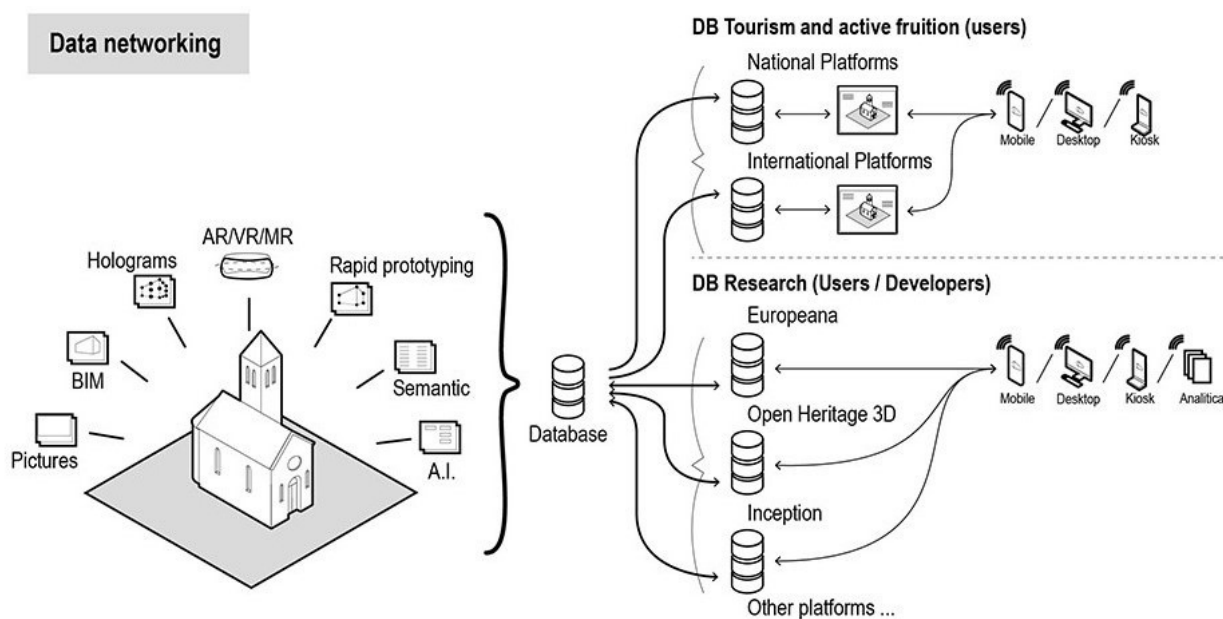 Data networking
DB Tourism and active fruition (users)
National Platforms
Mobile
Desktop
Kiosk
International Platforms
AR/VR/MR
Holograms
Rapid prototyping
BIM
Semantic
Pictures
A.I.
Database
DB Research (Users / Developers)
Europeana
Mobile
Desktop
Kiosk
Analitica
Open Heritage 3D
Inception
Other platforms ...